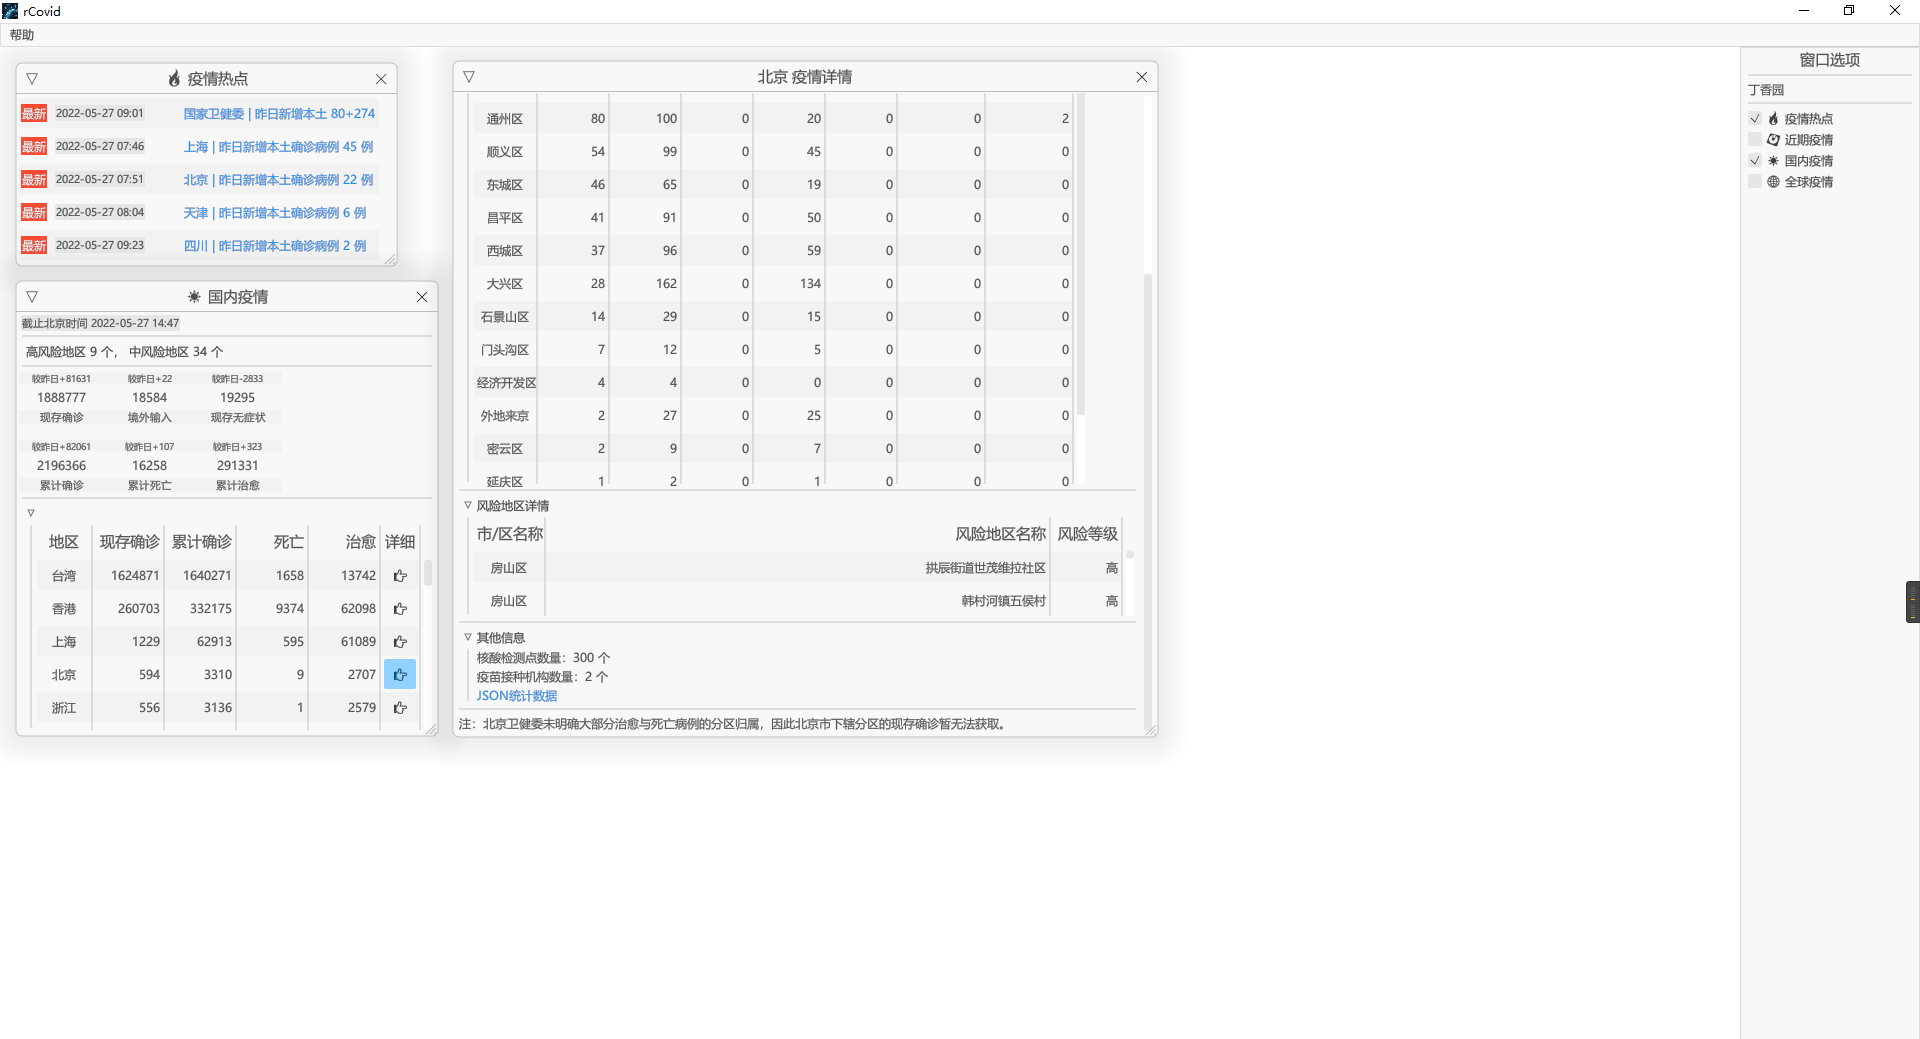 rCovid
帮助
疫情热点
最新 2022-05-27 09:01 国家卫健委 | 昨日新增本土 80+274
最新 2022-05-27 07:46 上海 | 昨日新增本土确诊病例 45 例
最新 2022-05-27 07:51 北京 | 昨日新增本土确诊病例 22 例
最新 2022-05-27 08:04 天津 | 昨日新增本土确诊病例 6 例
最新 2022-05-27 09:23 四川 | 昨日新增本土确诊病例 2 例
国内疫情
截止北京时间 2022-05-27 14:47
高风险地区 9 个， 中风险地区 34 个
较昨日+81631 较昨日+22 较昨日-2833
1888777 18584 19295
现存确诊 境外输入 现存无症状
较昨日+82061 较昨日+107 较昨日+323
2196366 16258 291331
累计确诊 累计死亡 累计治愈
地区 现存确诊 累计确诊 死亡 治愈 详细
台湾 1624871 1640271 1658 13742
香港 260703 332175 9374 62098
上海 1229 62913 595 61089
北京 594 3310 9 2707
浙江 556 3136 1 2579
北京 疫情详情
通州区 80 100 0 20 0 0 2
顺义区 54 99 0 45 0 0 0
东城区 46 65 0 19 0 0 0
昌平区 41 91 0 50 0 0 0
西城区 37 96 0 59 0 0 0
大兴区 28 162 0 134 0 0 0
石景山区 14 29 0 15 0 0 0
门头沟区 7 12 0 5 0 0 0
经济开发区 4 4 0 0 0 0 0
外地来京 2 27 0 25 0 0 0
密云区 2 9 0 7 0 0 0
延庆区 1 2 0 1 0 0 0
风险地区详情
市/区名称 风险地区名称 风险等级
房山区 拱辰街道世茂维拉社区 高
房山区 韩村河镇五侯村 高
其他信息
核酸检测点数量：300 个
疫苗接种机构数量：2 个
JSON统计数据
注：北京卫健委未明确大部分治愈与死亡病例的分区归属，因此北京市下辖分区的现存确诊暂无法获取。
窗口选项
丁香园
疫情热点
近期疫情
国内疫情
全球疫情